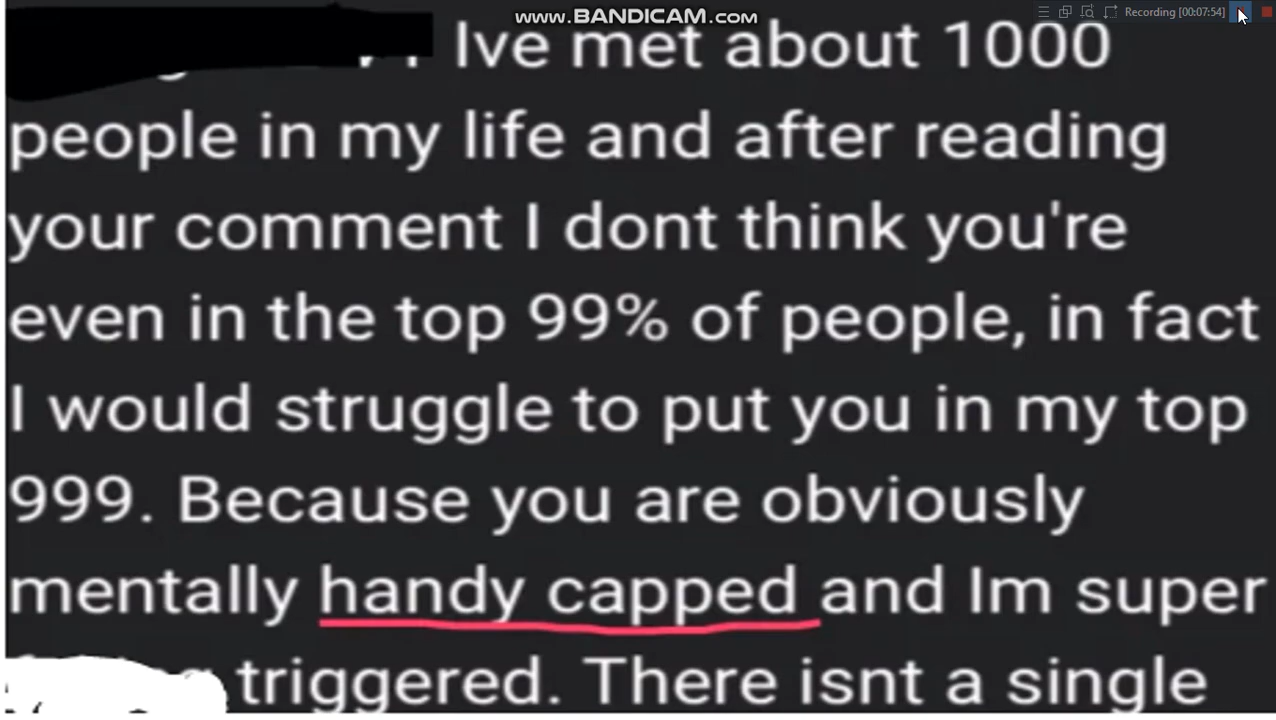 www.BANDICAM.com
Recording [00:07:54]
Ive met about 1000
people in my life and after reading
your comment I dont think you're
even in the top 99% of people, in fact
I would struggle to put you in my top
999. Because you are obviously
mentally handy capped and Im super
triggered. There isnt a single